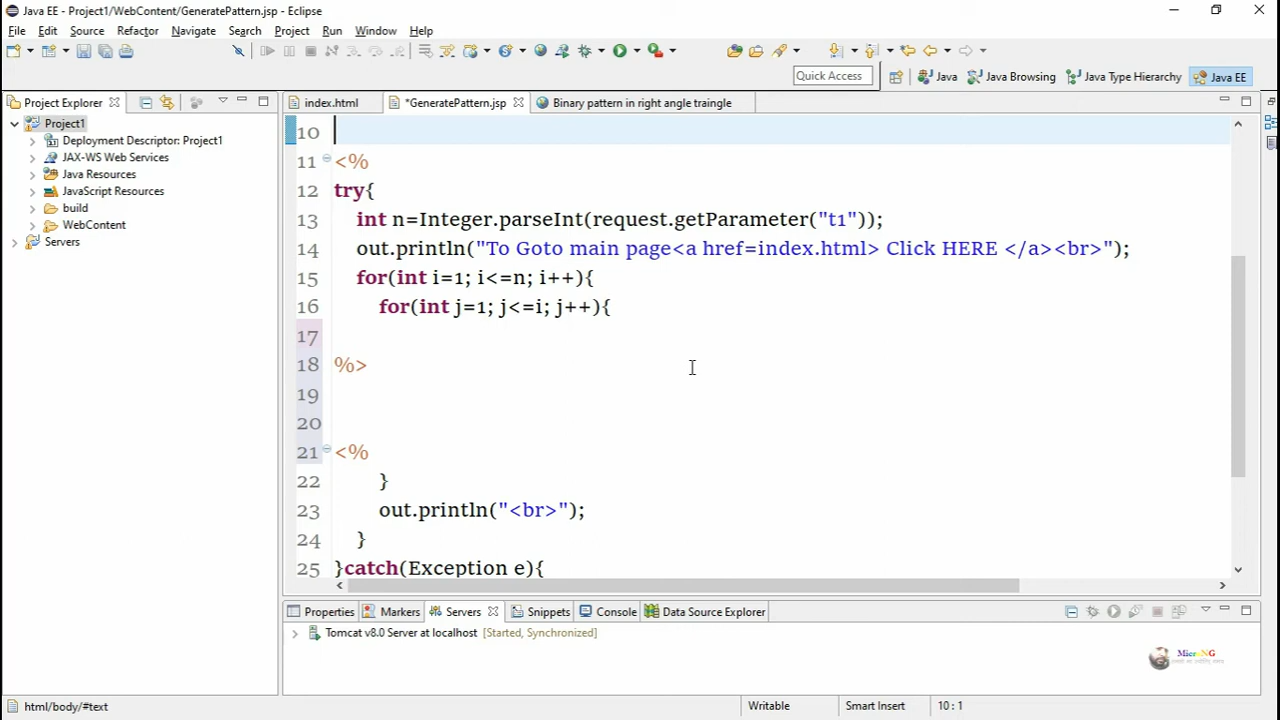 Java EE - Project1/WebContent/GeneratePattern.jsp - Eclipse
File Edit Source Refactor Navigate Search Project Run Window Help
Quick Access
Java
Java Browsing
Java Type Hierarchy
Java EE
Project Explorer
index.html
*GeneratePattern.jsp
Binary pattern in right angle traingle
Project1
Deployment Descriptor: Project1
JAX-WS Web Services
Java Resources
JavaScript Resources
build
WebContent
Servers
10
11 <%
12 try{
13 int n=Integer.parseInt(request.getParameter("t1"));
14 out.println("To Goto main page<a href=index.html> Click HERE </a><br>");
15 for(int i=1; i<=n; i++){
16 for(int j=1; j<=i; j++){
17
18 %>
19
20
21 <%
22 }
23 out.println("<br>");
24 }
25 }catch(Exception e){
Properties Markers Servers Snippets Console Data Source Explorer
Tomcat v8.0 Server at localhost [Started, Synchronized]
html/body/#text
Writable
Smart Insert
10 : 1